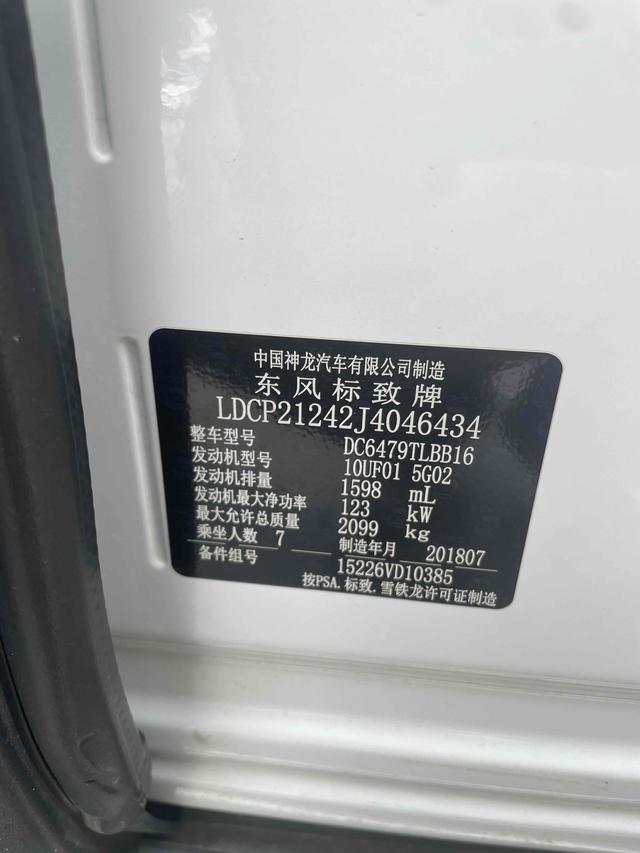 中国神龙汽车有限公司制造
东风标致牌
LDCP21242J4046434
整车型号 DC6479TLBB16
发动机型号 10UF01 5G02
发动机排量 1598 mL
发动机最大净功率 123 kW
最大允许总质量 2099 kg
乘坐人数 7 制造年月 201807
备件组号 15226VD10385
按PSA.标致.雪铁龙许可证制造